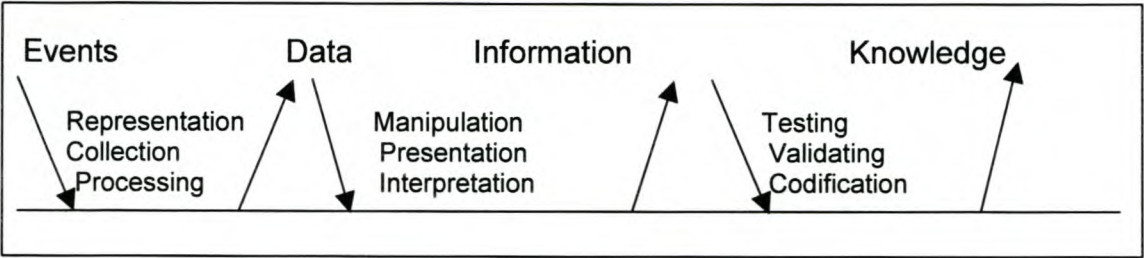 Events Data Information Knowledge
Representation
Collection
Processing
Manipulation
Presentation
Interpretation
Testing
Validating
Codification